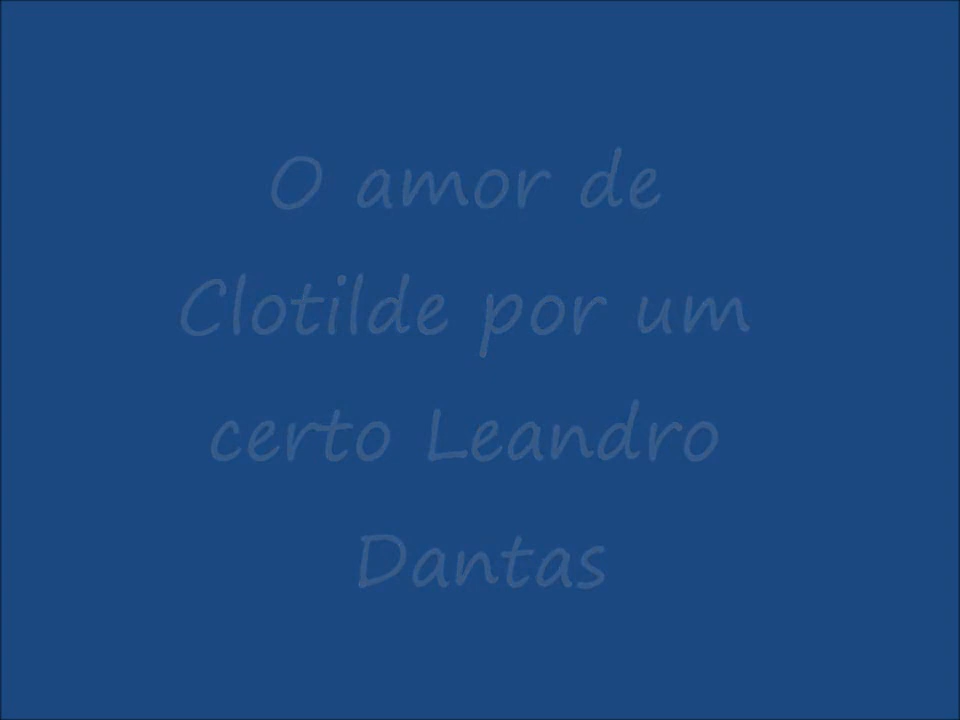 O amor de
Clotilde por um
certo Leandro
Dantas